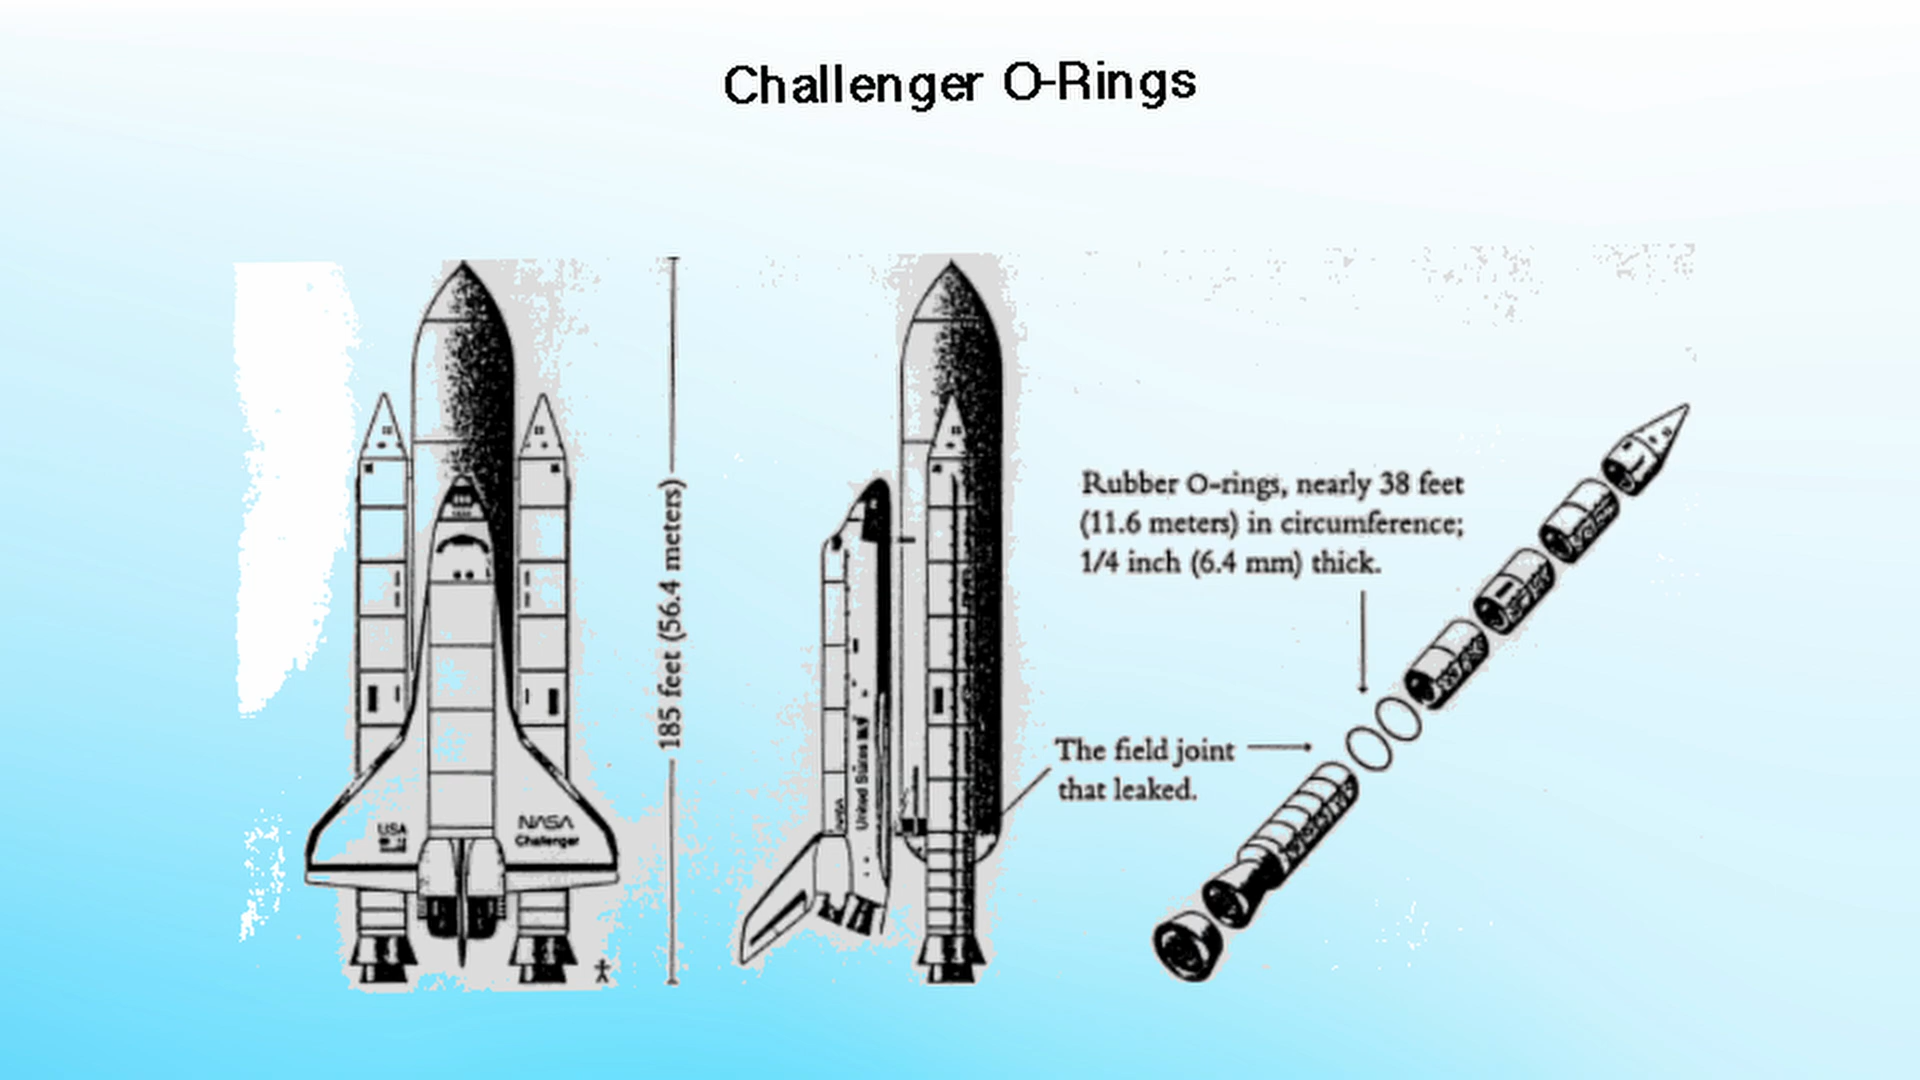 Challenger O-Rings
185 feet (56.4 meters)
USA
NASA
Challenger
NASA
United States
Rubber O-rings, nearly 38 feet
(11.6 meters) in circumference;
1/4 inch (6.4 mm) thick.
The field joint
that leaked.